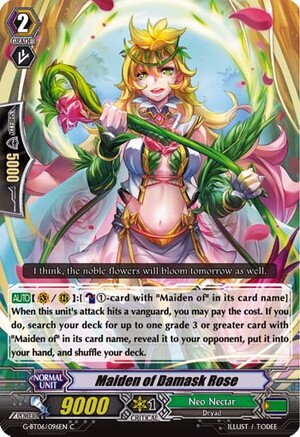 2
GRADE
SHIELD
5000
I think, the noble flowers will bloom tomorrow as well.
AUTO [ / ]:[ 1-card with "Maiden of" in its card name]
When this unit's attack hits a vanguard, you may pay the cost. If you
do, search your deck for up to one grade 3 or greater card with
"Maiden of" in its card name, reveal it to your opponent, put it into
your hand, and shuffle your deck.
NORMAL
UNIT
Maiden of Damask Rose
POWER
9000
1
CRITICAL
Neo Nectar
Dryad
G-BT06/096EN C
ILLUST / TODEE